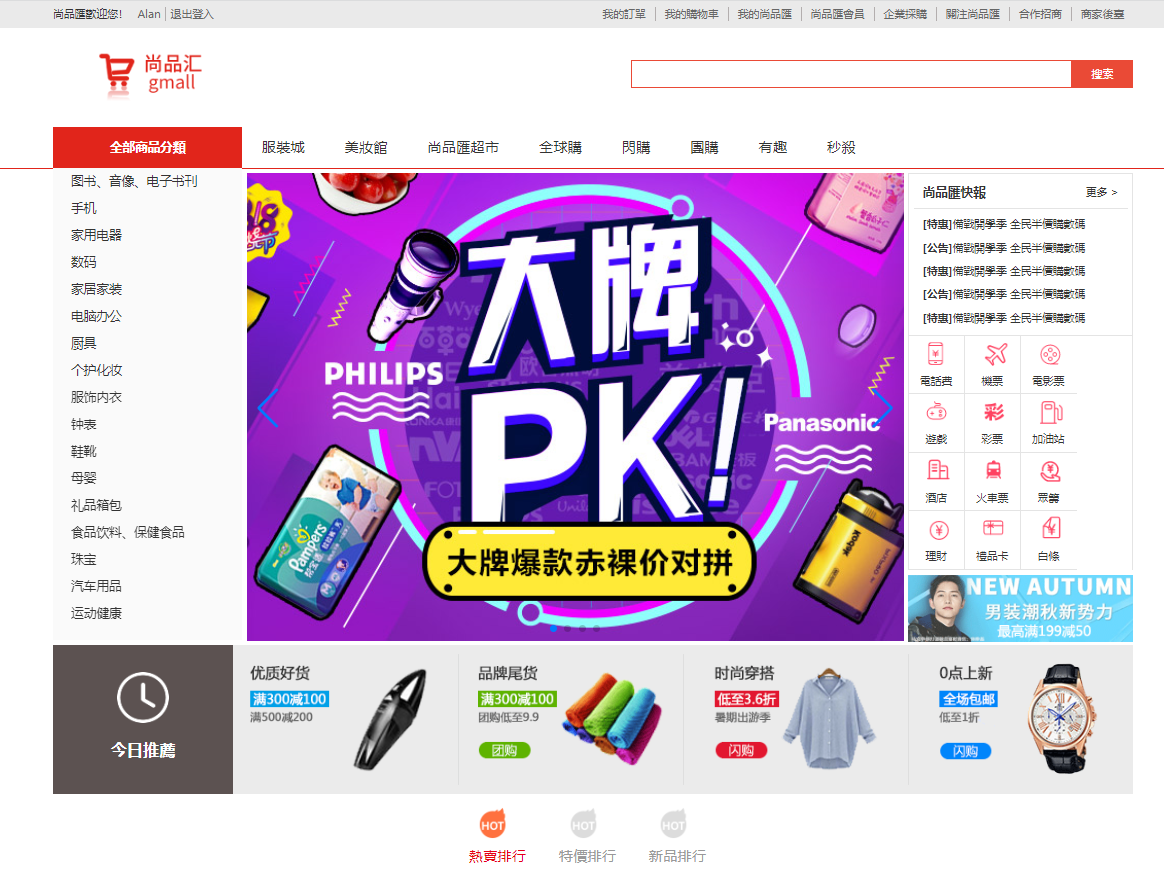 尚品匯歡迎您! Alan 退出登入 我的訂單 我的購物車 我的尚品匯 尚品匯會員 企業採購 關注尚品匯 合作招商 商家後臺
尚品汇
gmall
搜索
全部商品分類 服裝城 美妝館 尚品匯超市 全球購 閃購 團購 有趣 秒殺
图书、音像、电子书刊
手机
家用电器
数码
家居家装
电脑办公
厨具
个护化妆
服饰内衣
钟表
鞋靴
母婴
礼品箱包
食品饮料、保健食品
珠宝
汽车用品
运动健康
大牌
PK!
PHILIPS
Panasonic
Pampers
Kodak
大牌爆款赤裸价对拼
尚品匯快報 更多 >
[特惠]備戰開學季 全民半價購數碼
[公告]備戰開學季 全民半價購數碼
[特惠]備戰開學季 全民半價購數碼
[公告]備戰開學季 全民半價購數碼
[特惠]備戰開學季 全民半價購數碼
電話費 機票 電影票
彩
遊戲 彩票 加油站
酒店 火車票 眾籌
理財 禮品卡 白條
NEW AUTUMN
男装潮秋新势力
最高满199减50
今日推薦
优质好货
满300减100
满500减200
品牌尾货
满300减100
团购低至9.9
团购
时尚穿搭
低至3.6折
暑期出游季
闪购
0点上新
全场包邮
低至1折
闪购
HOT HOT HOT
熱賣排行 特價排行 新品排行